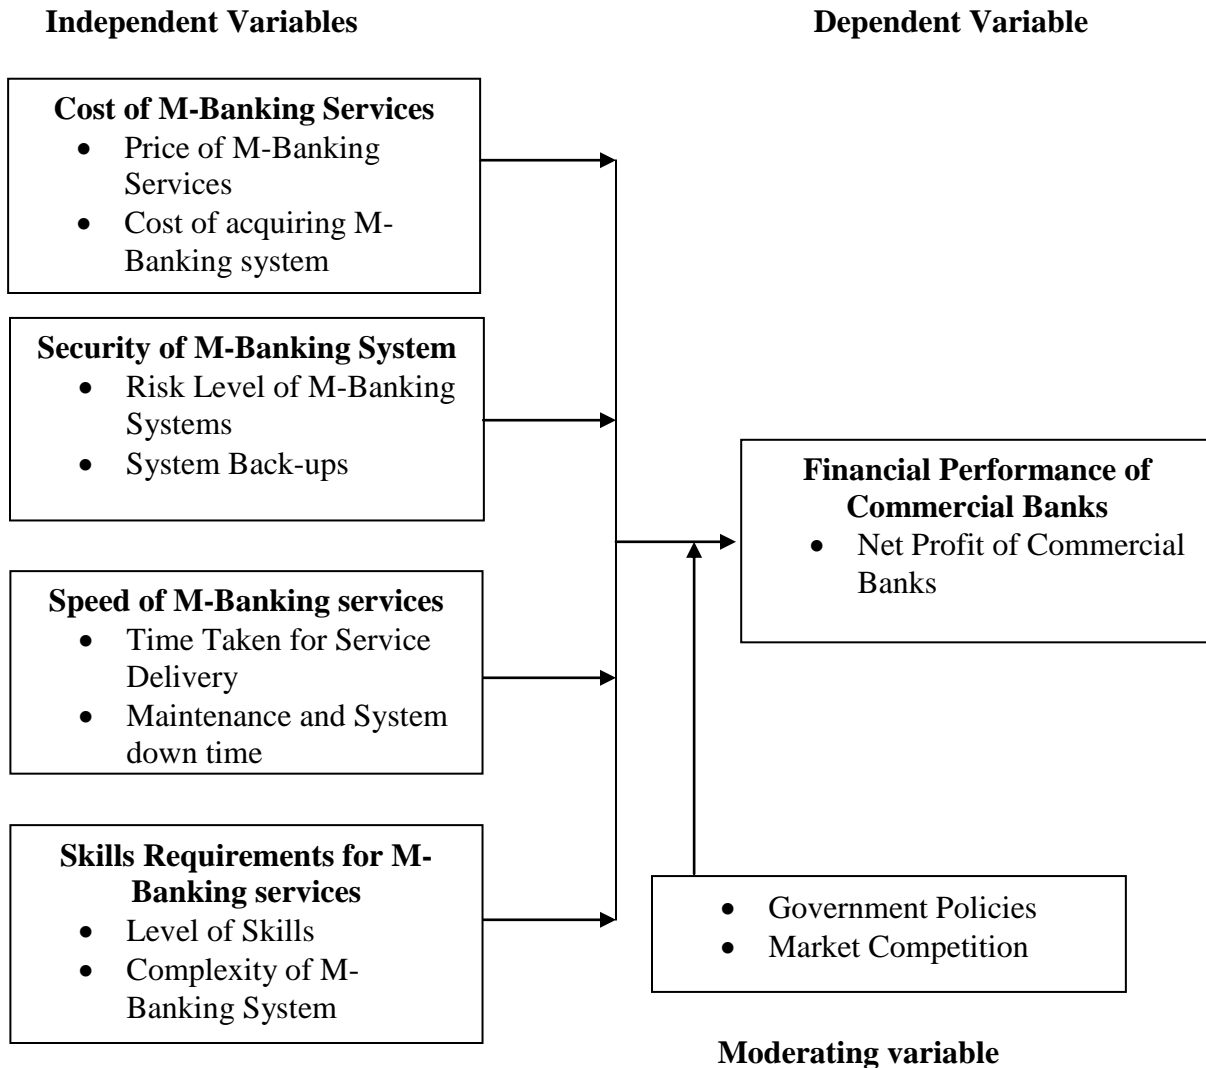 Independent Variables
Dependent Variable
Cost of M-Banking Services
• Price of M-Banking
Services
• Cost of acquiring M-
Banking system
Security of M-Banking System
• Risk Level of M-Banking
Systems
• System Back-ups
Speed of M-Banking services
• Time Taken for Service
Delivery
• Maintenance and System
down time
Skills Requirements for M-
Banking services
• Level of Skills
• Complexity of M-
Banking System
Financial Performance of
Commercial Banks
• Net Profit of Commercial
Banks
• Government Policies
• Market Competition
Moderating variable